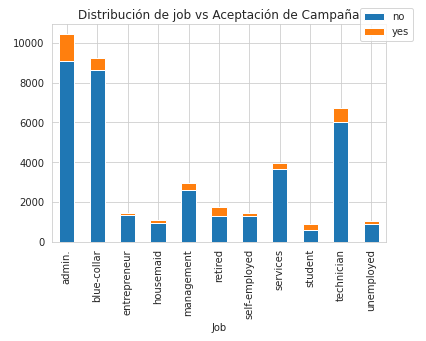 Distribución de job vs Aceptación de Campaña
no
yes
10000
8000
6000
4000
2000
0
admin.
blue-collar
entrepreneur
housemaid
management
retired
self-employed
services
student
technician
unemployed
Job